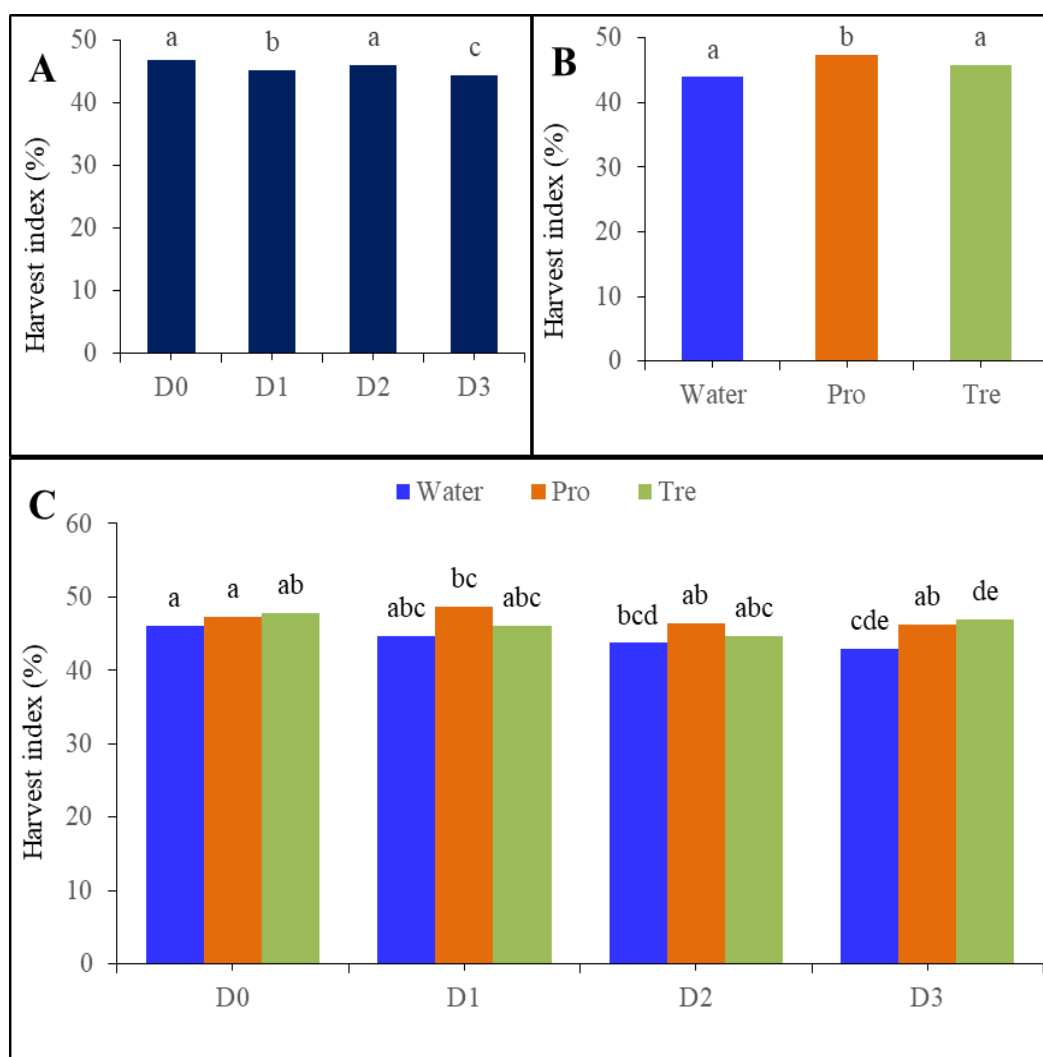 A
Harvest index (%)
50
40
30
20
10
0
a b a c
D0 D1 D2 D3
B
Harvest index (%)
50
40
30
20
10
0
a b a
Water Pro Tre
C
Water Pro Tre
Harvest index (%)
60
50
40
30
20
10
0
a a ab abc bc abc bcd ab abc cde ab de
D0 D1 D2 D3